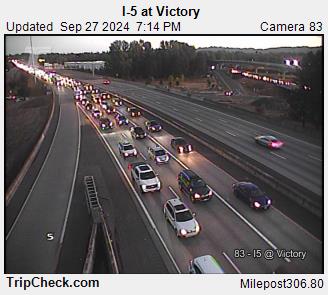 I-5 at Victory
Updated  Sep 27 2024  7:14 PM
Camera 83
S
83 - I5 @ Victory
TripCheck.com
Milepost306.80